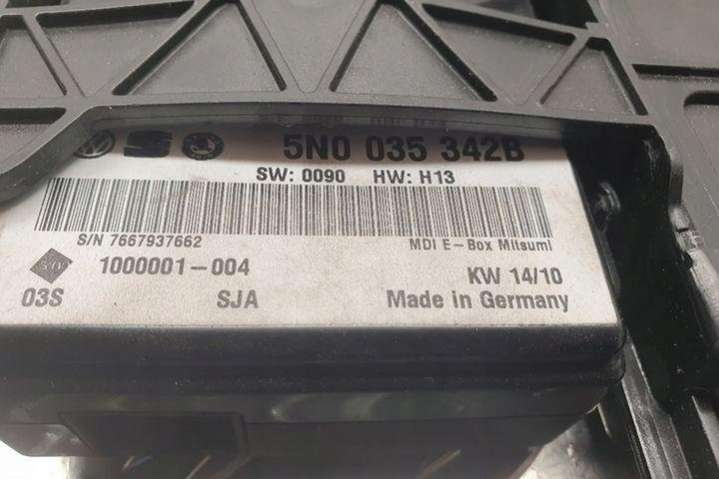 5N0 035 342B
SW: 0090 HW: H13
S/N 7667937662
MDI E-Box Mitsumi
1000001-004
KW 14/10
03S
SJA
Made in Germany